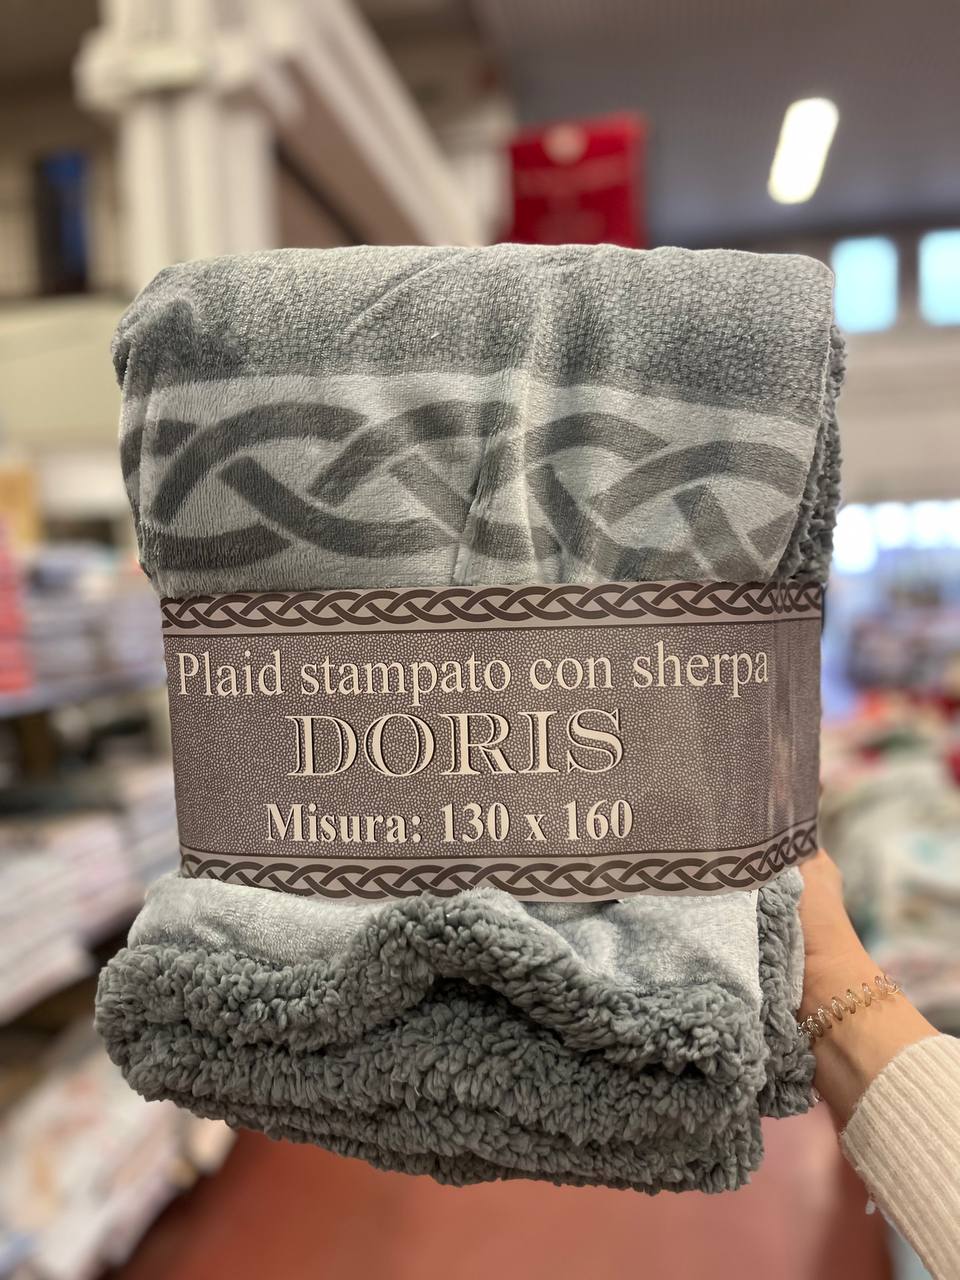 Plaid stampato con sherpa
DORIS
Misura: 130 x 160